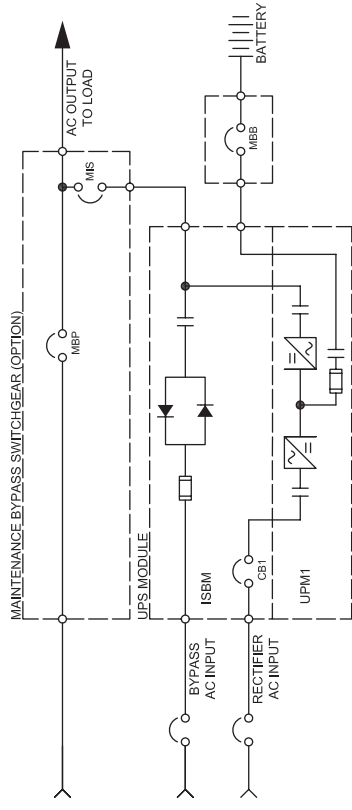 AC OUTPUT
TO LOAD
MAINTENANCE BYPASS SWITCHGEAR (OPTION)
MBP
MIS
BATTERY
MBB
UPS MODULE
ISBM
BYPASS
AC INPUT
CB1
RECTIFIER
AC INPUT
UPM1